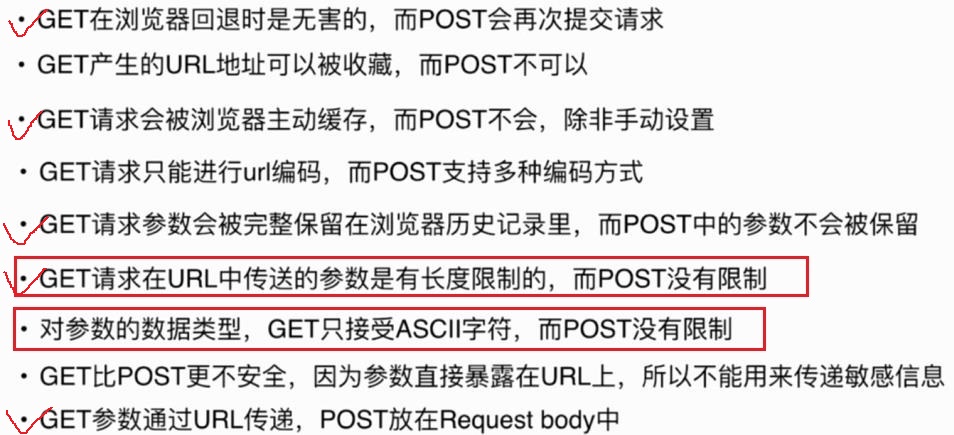 • GET在浏览器回退时是无害的，而POST会再次提交请求
• GET产生的URL地址可以被收藏，而POST不可以
• GET请求会被浏览器主动缓存，而POST不会，除非手动设置
• GET请求只能进行url编码，而POST支持多种编码方式
• GET请求参数会被完整保留在浏览器历史记录里，而POST中的参数不会被保留
• GET请求在URL中传送的参数是有长度限制的，而POST没有限制
• 对参数的数据类型，GET只接受ASCII字符，而POST没有限制
• GET比POST更不安全，因为参数直接暴露在URL上，所以不能用来传递敏感信息
• GET参数通过URL传递，POST放在Request body中